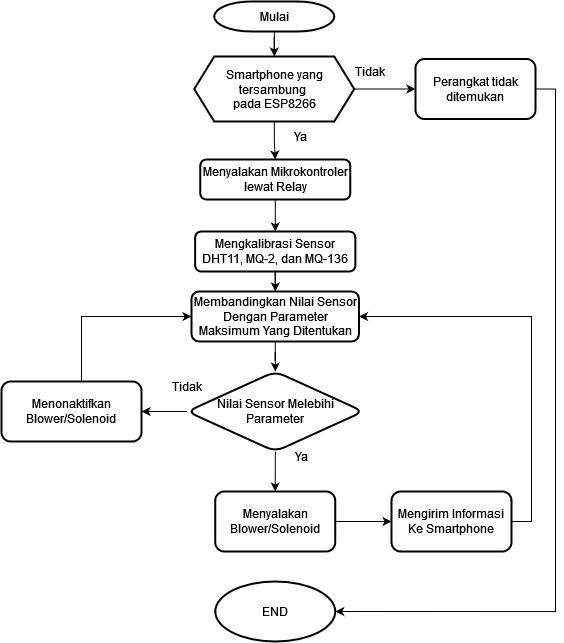 Mulai
Smartphone yang
tersambung
pada ESP8266
Tidak
Perangkat tidak
ditemukan
Ya
Menyalakan Mikrokontroler
lewat Relay
Mengkalibrasi Sensor
DHT11, MQ-2, dan MQ-136
Membandingkan Nilai Sensor
Dengan Parameter
Maksimum Yang Ditentukan
Tidak
Menonaktifkan
Blower/Solenoid
Nilai Sensor Melebihi
Parameter
Ya
Menyalakan
Blower/Solenoid
Mengirim Informasi
Ke Smartphone
END